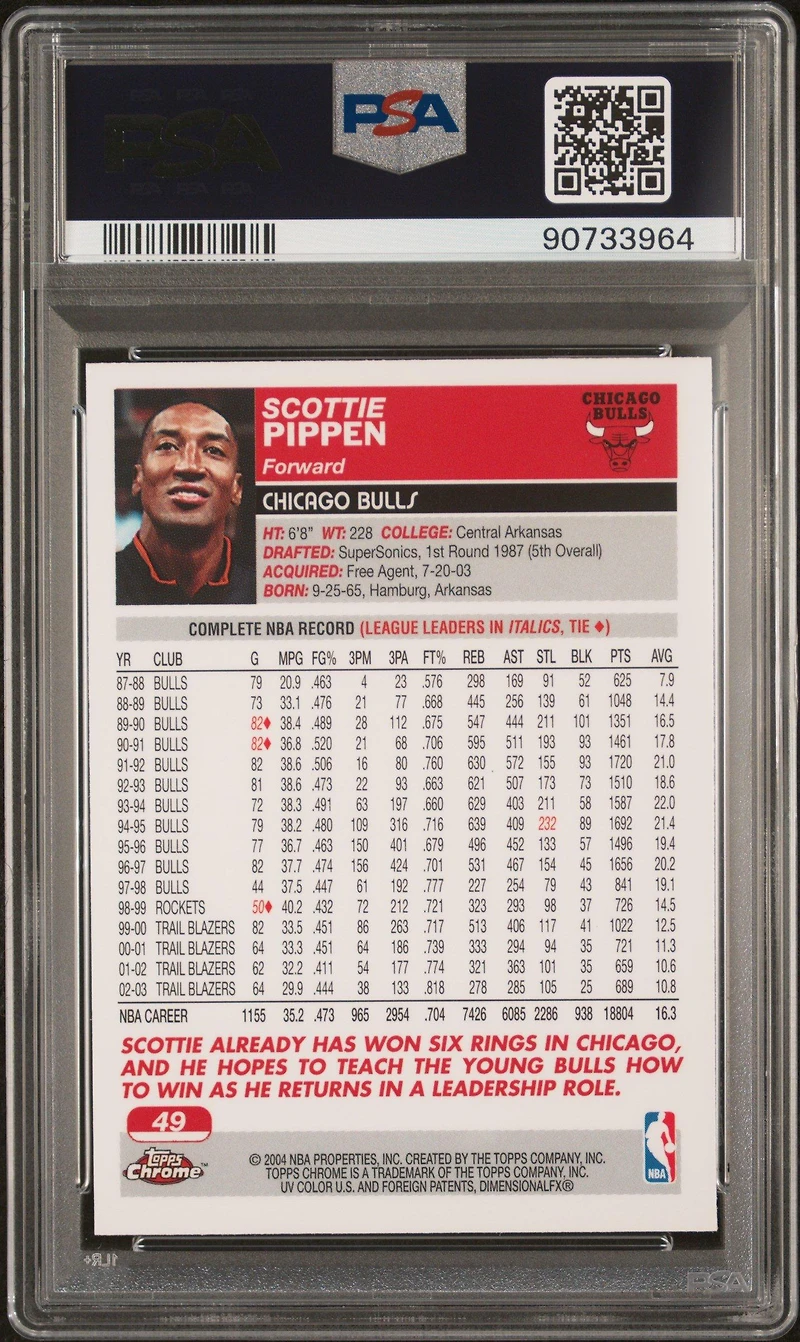 PSA
90733964
SCOTTIE
PIPPEN
Forward
CHICAGO
BULLS
CHICAGO BULLS
HT: 6'8" WT: 228 COLLEGE: Central Arkansas
DRAFTED: SuperSonics, 1st Round 1987 (5th Overall)
ACQUIRED: Free Agent, 7-20-03
BORN: 9-25-65, Hamburg, Arkansas
COMPLETE NBA RECORD (LEAGUE LEADERS IN ITALICS, TIE ♦)
YR CLUB G MPG FG% 3PM 3PA FT% REB AST STL BLK PTS AVG
87-88 BULLS 79 20.9 .463 4 23 .576 298 169 91 52 625 7.9
88-89 BULLS 73 33.1 .476 21 77 .668 445 256 139 61 1048 14.4
89-90 BULLS 82♦ 38.4 .489 28 112 .675 547 444 211 101 1351 16.5
90-91 BULLS 82♦ 36.8 .520 21 68 .706 595 511 193 93 1461 17.8
91-92 BULLS 82 38.6 .506 16 80 .760 630 572 155 93 1720 21.0
92-93 BULLS 81 38.6 .473 22 93 .663 621 507 173 73 1510 18.6
93-94 BULLS 72 38.3 .491 63 197 .660 629 403 211 58 1587 22.0
94-95 BULLS 79 38.2 .480 109 316 .716 639 409 232 89 1692 21.4
95-96 BULLS 77 36.7 .463 150 401 .679 496 452 133 57 1496 19.4
96-97 BULLS 82 37.7 .474 156 424 .701 531 467 154 45 1656 20.2
97-98 BULLS 44 37.5 .447 61 192 .777 227 254 79 43 841 19.1
98-99 ROCKETS 50♦ 40.2 .432 72 212 .721 323 293 98 37 726 14.5
99-00 TRAIL BLAZERS 82 33.5 .451 86 263 .717 513 406 117 41 1022 12.5
00-01 TRAIL BLAZERS 64 33.3 .451 64 186 .739 333 294 94 35 721 11.3
01-02 TRAIL BLAZERS 62 32.2 .411 54 177 .774 321 363 101 35 659 10.6
02-03 TRAIL BLAZERS 64 29.9 .444 38 133 .818 278 285 105 25 689 10.8
NBA CAREER 1155 35.2 .473 965 2954 .704 7426 6085 2286 938 18804 16.3
SCOTTIE ALREADY HAS WON SIX RINGS IN CHICAGO,
AND HE HOPES TO TEACH THE YOUNG BULLS HOW
TO WIN AS HE RETURNS IN A LEADERSHIP ROLE.
49
Topps
Chrome™
© 2004 NBA PROPERTIES, INC. CREATED BY THE TOPPS COMPANY, INC.
TOPPS CHROME IS A TRADEMARK OF THE TOPPS COMPANY, INC.
UV COLOR U.S. AND FOREIGN PATENTS, DIMENSIONALFX®
NBA
PSA